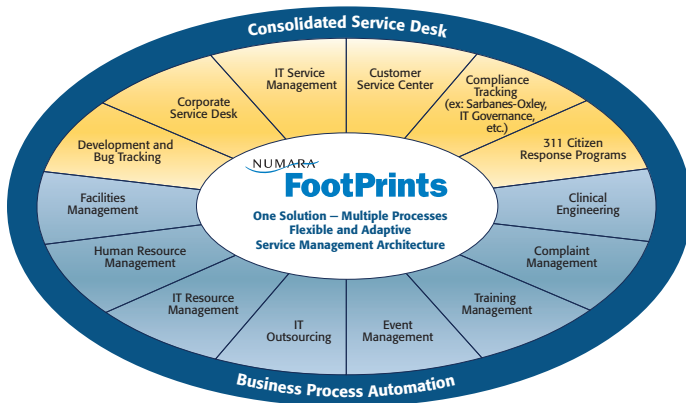 Consolidated Service Desk
IT Service
Management
Customer
Service Center
Corporate
Service Desk
Compliance
Tracking
(ex: Sarbanes-Oxley,
IT Governance,
etc.)
Development and
Bug Tracking
311 Citizen
Response Programs
NUMARA
FootPrints
One Solution – Multiple Processes
Flexible and Adaptive
Service Management Architecture
Facilities
Management
Clinical
Engineering
Human Resource
Management
Complaint
Management
IT Resource
Management
Training
Management
IT
Outsourcing
Event
Management
Business Process Automation